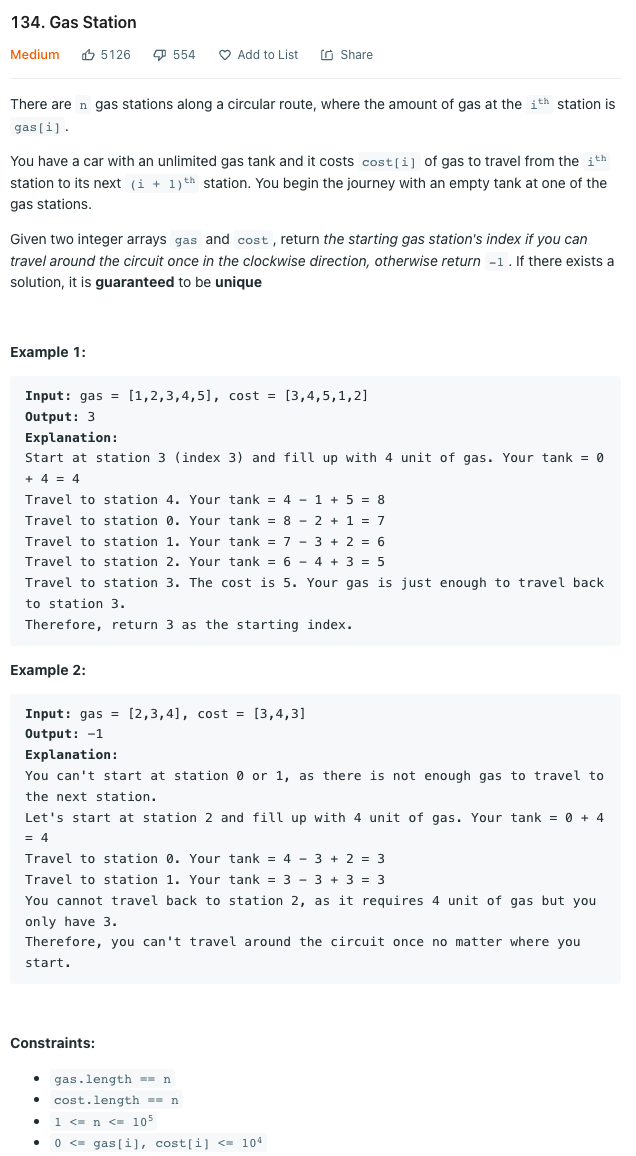 134. Gas Station
Medium 5126 554 Add to List Share
There are n gas stations along a circular route, where the amount of gas at the iᵗʰ station is
gas[i] .
You have a car with an unlimited gas tank and it costs cost[i] of gas to travel from the iᵗʰ
station to its next (i + 1)ᵗʰ station. You begin the journey with an empty tank at one of the
gas stations.
Given two integer arrays gas and cost , return the starting gas station's index if you can
travel around the circuit once in the clockwise direction, otherwise return -1 . If there exists a
solution, it is guaranteed to be unique
Example 1:
Input: gas = [1,2,3,4,5], cost = [3,4,5,1,2]
Output: 3
Explanation:
Start at station 3 (index 3) and fill up with 4 unit of gas. Your tank = 0
+ 4 = 4
Travel to station 4. Your tank = 4 - 1 + 5 = 8
Travel to station 0. Your tank = 8 - 2 + 1 = 7
Travel to station 1. Your tank = 7 - 3 + 2 = 6
Travel to station 2. Your tank = 6 - 4 + 3 = 5
Travel to station 3. The cost is 5. Your gas is just enough to travel back
to station 3.
Therefore, return 3 as the starting index.
Example 2:
Input: gas = [2,3,4], cost = [3,4,3]
Output: -1
Explanation:
You can't start at station 0 or 1, as there is not enough gas to travel to
the next station.
Let's start at station 2 and fill up with 4 unit of gas. Your tank = 0 + 4
= 4
Travel to station 0. Your tank = 4 - 3 + 2 = 3
Travel to station 1. Your tank = 3 - 3 + 3 = 3
You cannot travel back to station 2, as it requires 4 unit of gas but you
only have 3.
Therefore, you can't travel around the circuit once no matter where you
start.
Constraints:
• gas.length == n
• cost.length == n
• 1 <= n <= 10⁵
• 0 <= gas[i], cost[i] <= 10⁴